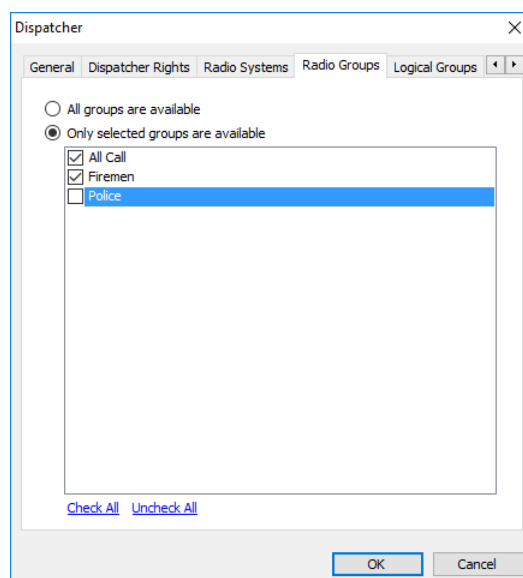 Dispatcher
General Dispatcher Rights Radio Systems Radio Groups Logical Groups
All groups are available
Only selected groups are available
All Call
Firemen
Police
Check All Uncheck All
OK Cancel